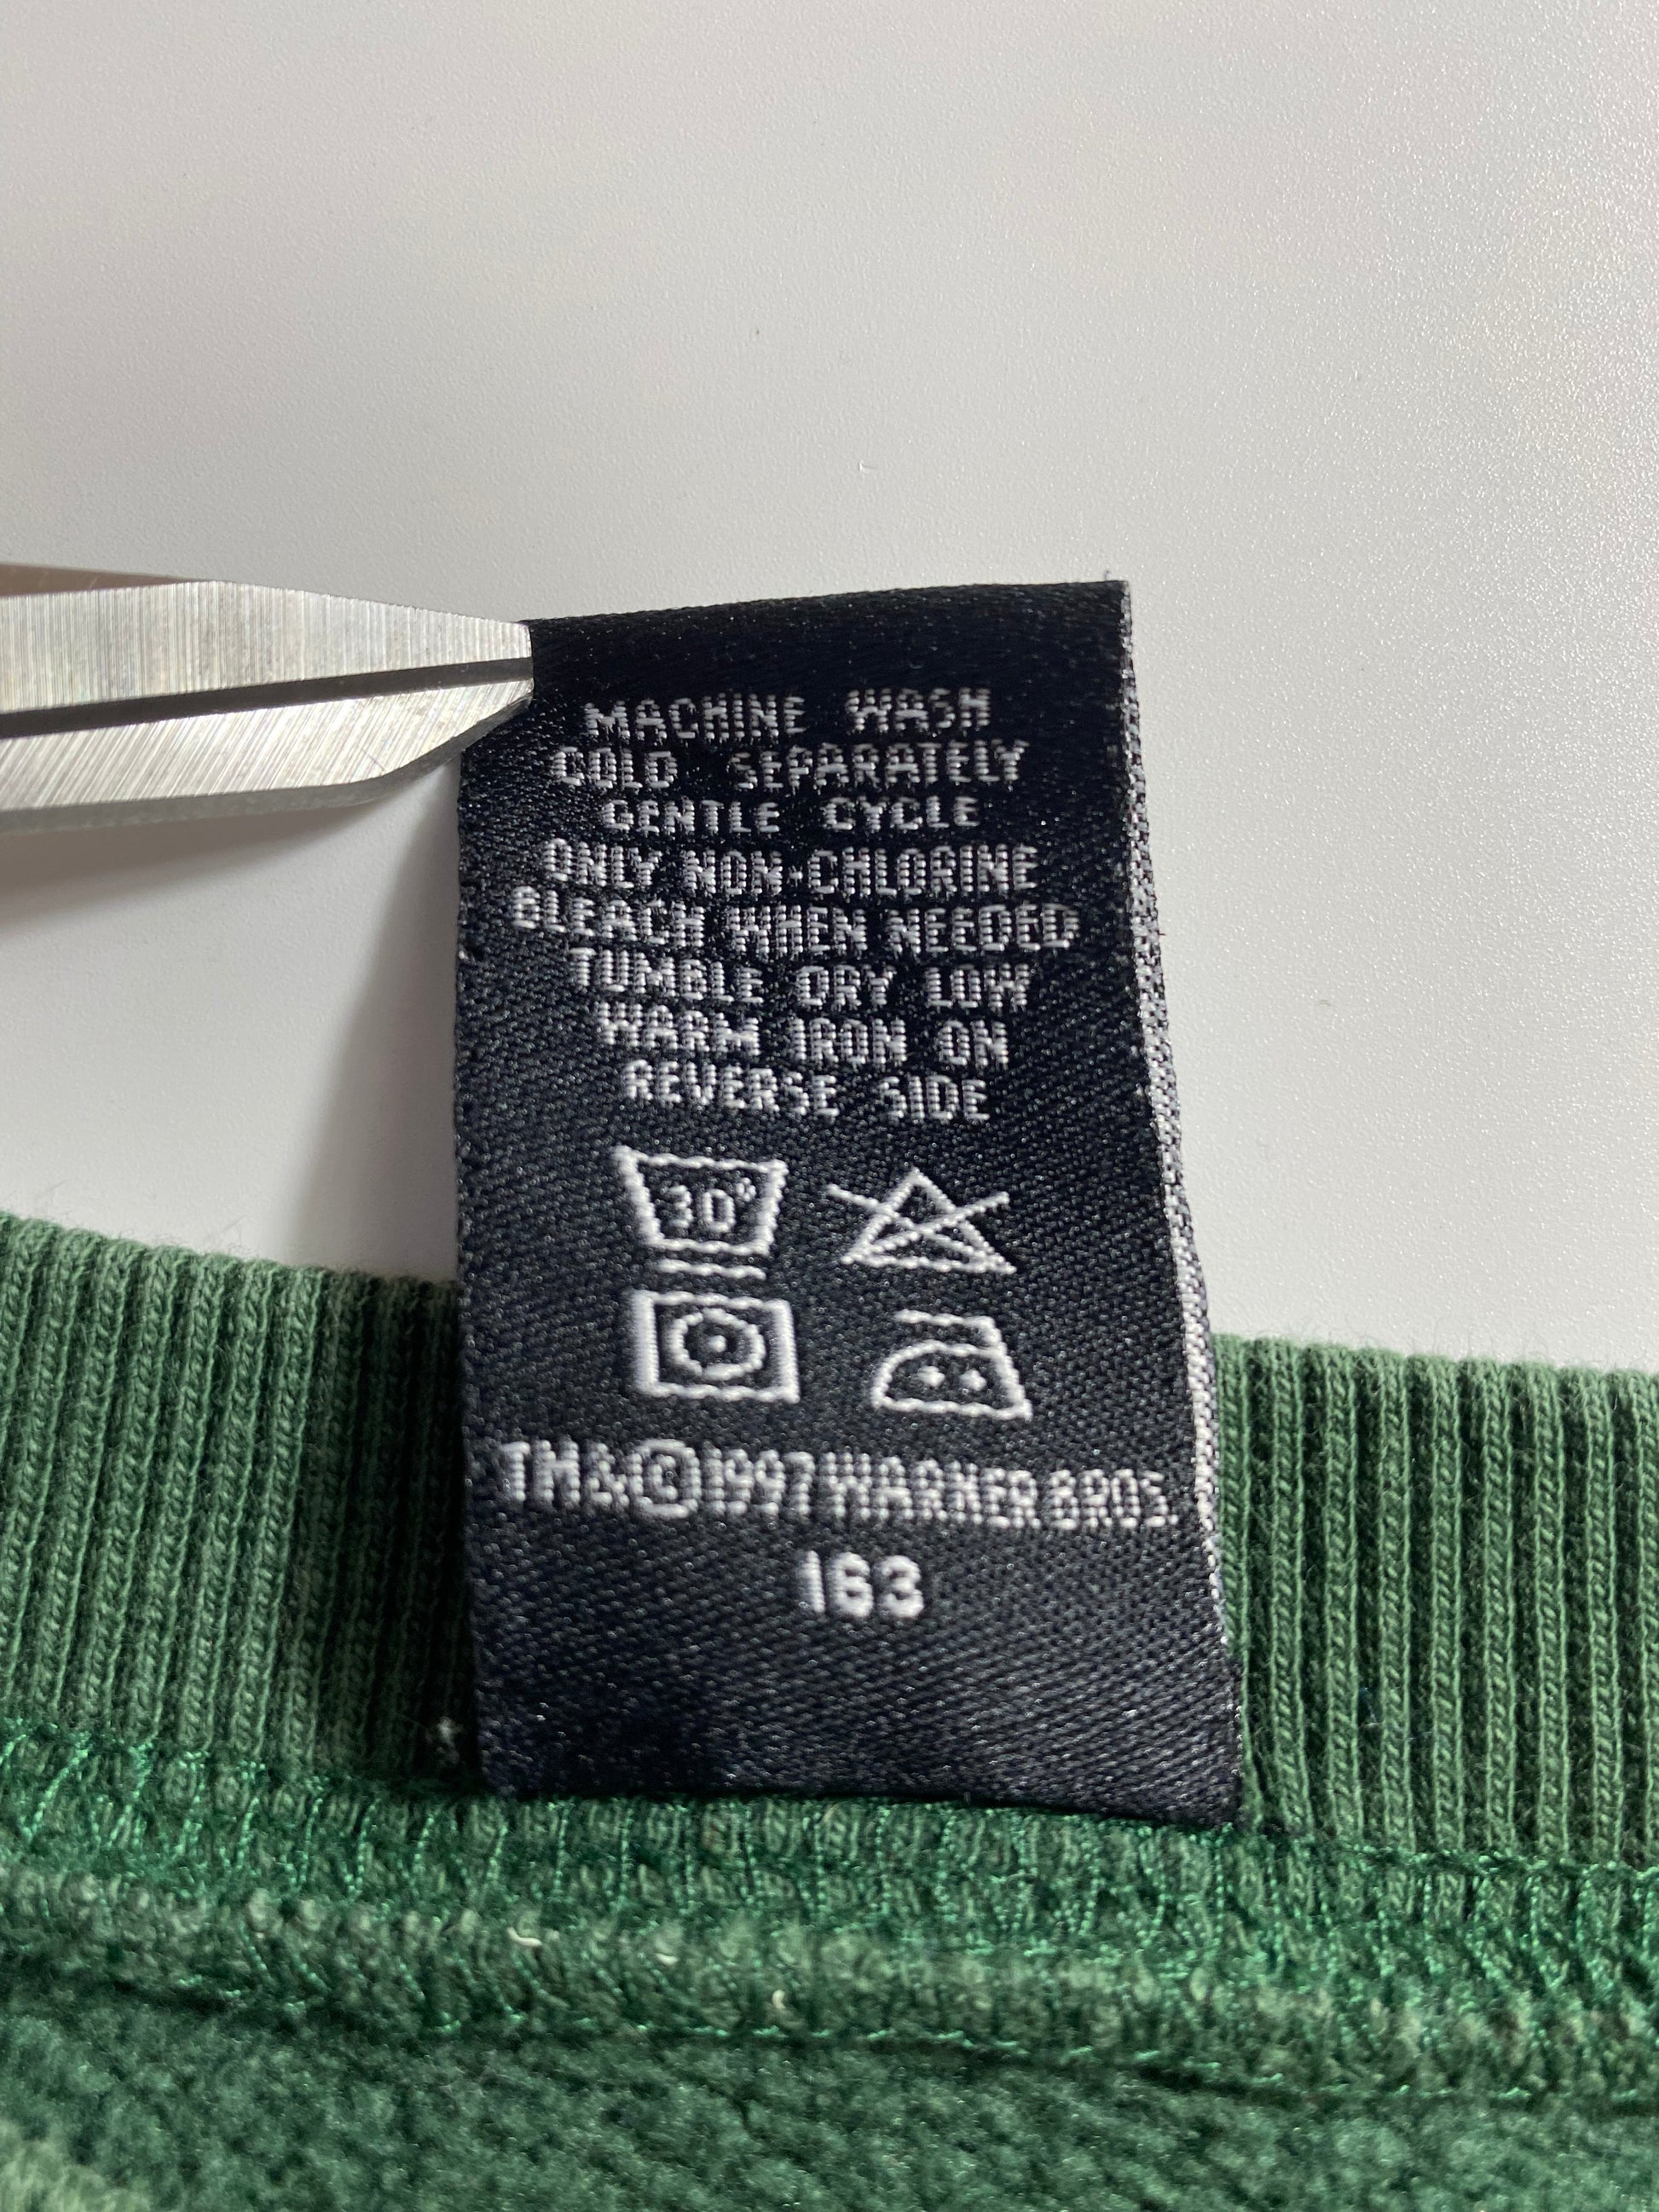 MACHINE WASH
COLD SEPARATELY
GENTLE CYCLE
ONLY NON-CHLORINE
BLEACH WHEN NEEDED
TUMBLE DRY LOW
WARM IRON ON
REVERSE SIDE
30°
TM&©1997 WARNER BROS.
163